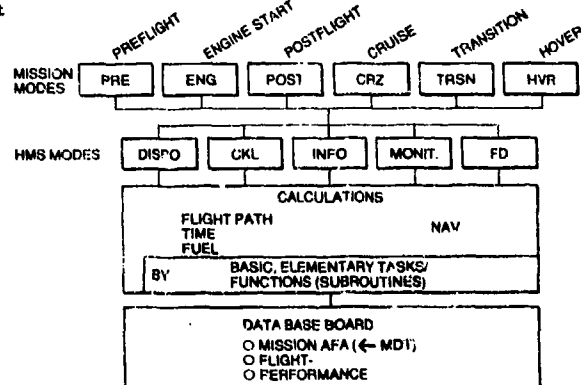 t
PREFLIGHT ENGINE START POSTFLIGHT CRUISE TRANSITION HOVER
MISSION MODES PRE ENG POST CRZ TRSN HVR
HMS MODES CKL INFO MONIT. FD
CALCULATIONS
FLIGHT PATH
TIME
FUEL
NAV
BY BASIC, ELEMENTARY TASKS/
FUNCTIONS (SUBROUTINES)
DATA BASE BOARD
O MISSION AFA (← MDT)
O FLIGHT-
O PERFORMANCE